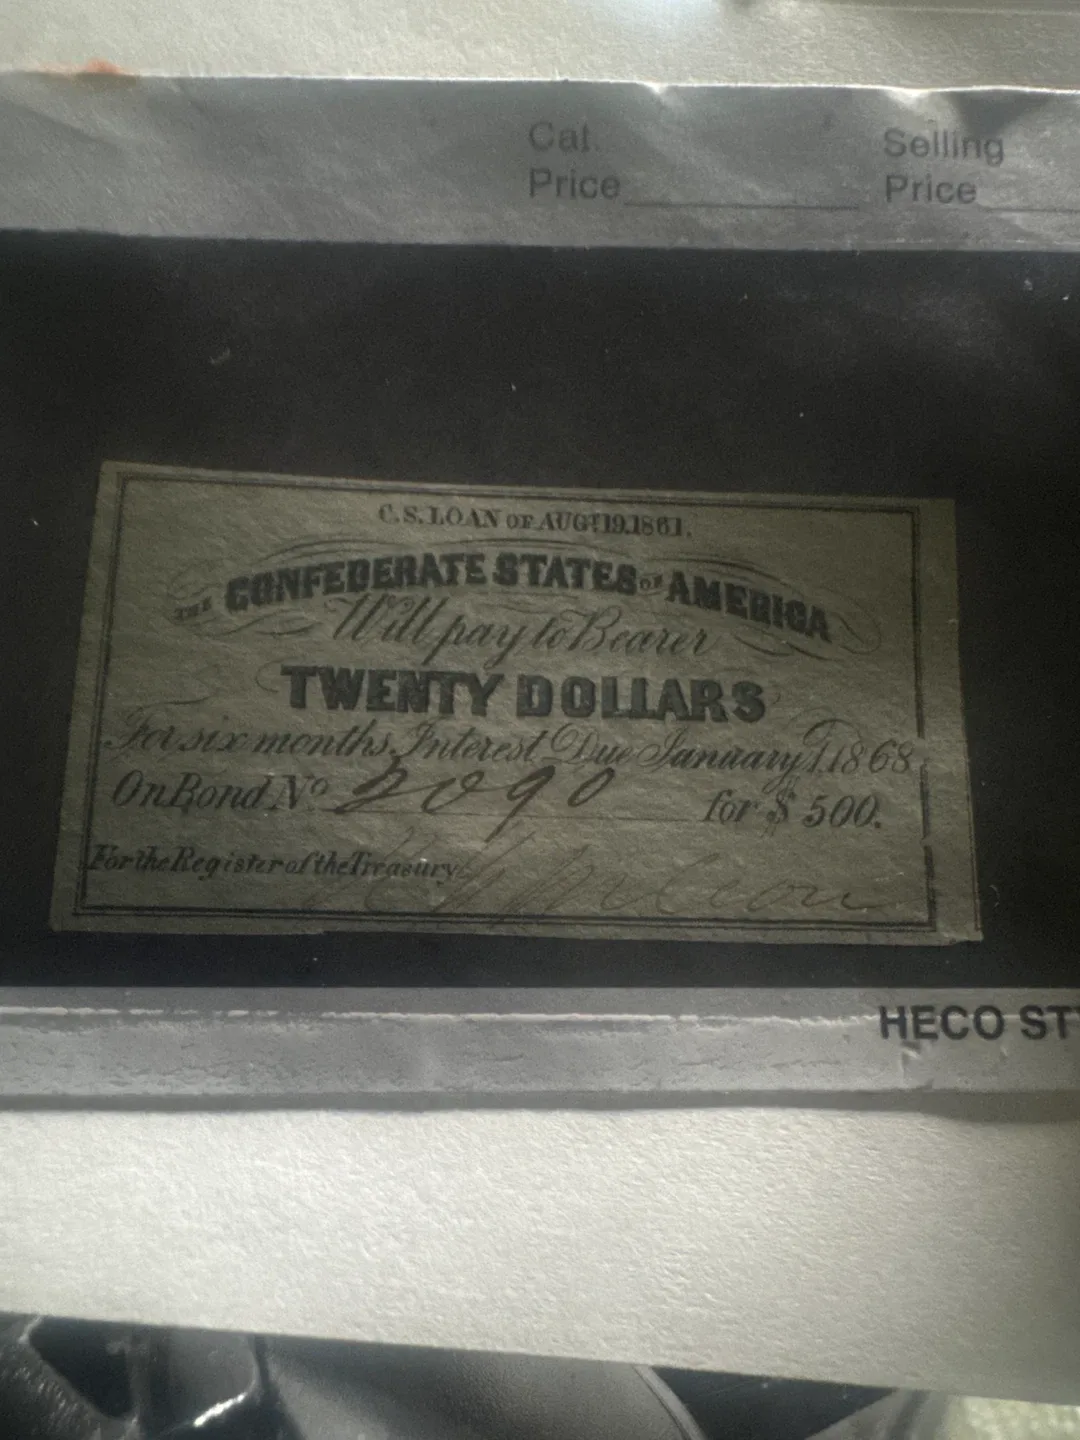 Cat. Price
Selling Price
C.S. LOAN OF AUGT 19.1861.
THE CONFEDERATE STATES OF AMERICA
Will pay to Bearer
TWENTY DOLLARS
For six months, Interest Due January 1.1868.
On Bond No 2090 for $ 500.
For the Register of the Treasury
HECO ST